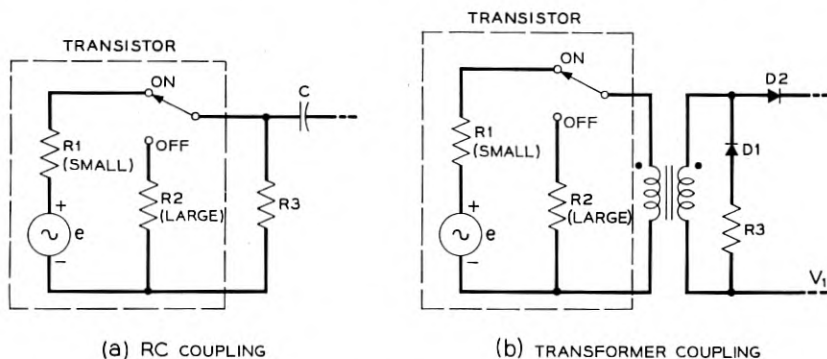 TRANSISTOR
ON
C
OFF
R1
(SMALL)
R2
(LARGE)
R3
+
e
−
(a) RC COUPLING
TRANSISTOR
ON
D2
OFF
R1
(SMALL)
D1
R2
(LARGE)
R3
+
e
−
V1
(b) TRANSFORMER COUPLING